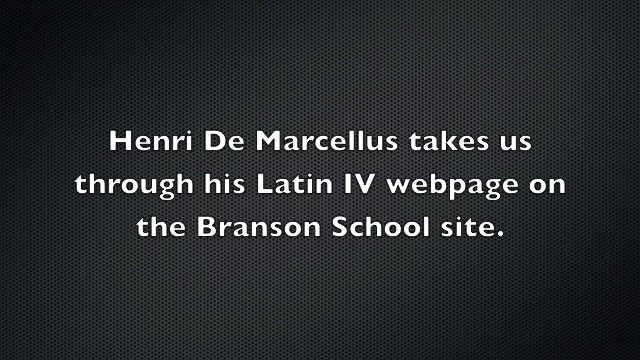 Henri De Marcellus takes us
through his Latin IV webpage on
the Branson School site.